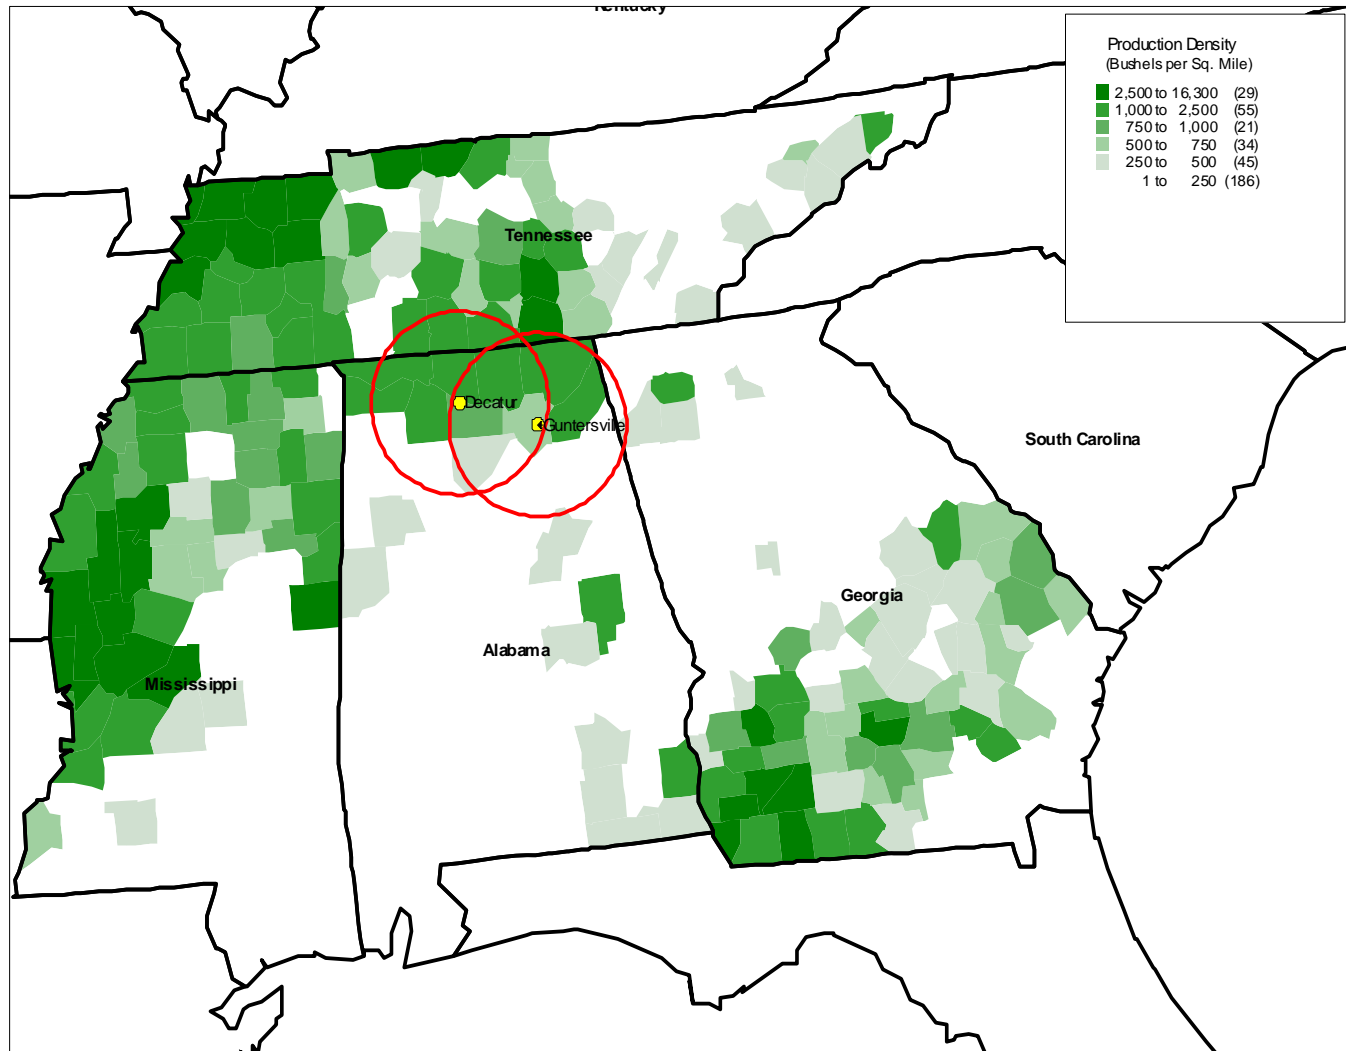 Kentucky
Production Density
(Bushels per Sq. Mile)
2,500 to 16,300 (29)
1,000 to 2,500 (55)
750 to 1,000 (21)
500 to 750 (34)
250 to 500 (45)
1 to 250 (186)
Tennessee
Decatur
Guntersville
South Carolina
Georgia
Alabama
Mississippi